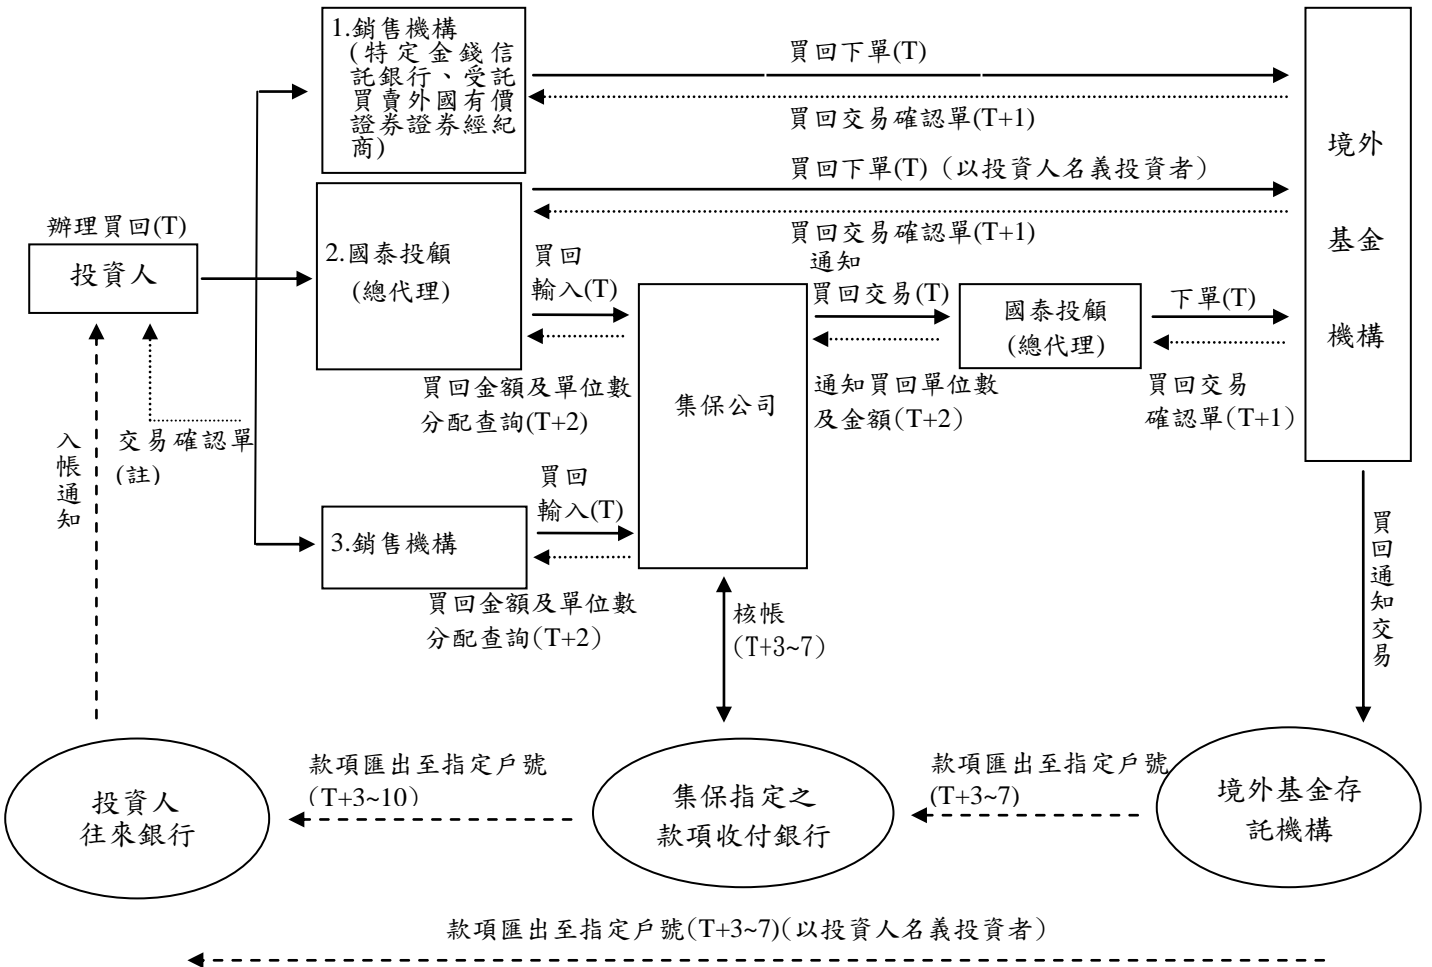 1.銷售機構
(特定金錢信
託銀行、受託
買賣外國有價
證券證券經紀
商)
買回下單(T)
買回交易確認單(T+1)
買回下單(T)（以投資人名義投資者）
買回交易確認單(T+1)
辦理買回(T)
投資人
2.國泰投顧
(總代理)
買回
輸入(T)
通知
買回交易(T)
國泰投顧
(總代理)
下單(T)
境外
基金
機構
買回金額及單位數
分配查詢(T+2)
集保公司
通知買回單位數
及金額(T+2)
買回交易
確認單(T+1)
入帳通知
交易確認單
(註)
買回
輸入(T)
3.銷售機構
買回金額及單位數
分配查詢(T+2)
核帳
(T+3~7)
買回通知交易
款項匯出至指定戶號
(T+3~10)
款項匯出至指定戶號
(T+3~7)
投資人
往來銀行
集保指定之
款項收付銀行
境外基金存
託機構
款項匯出至指定戶號(T+3~7)(以投資人名義投資者)